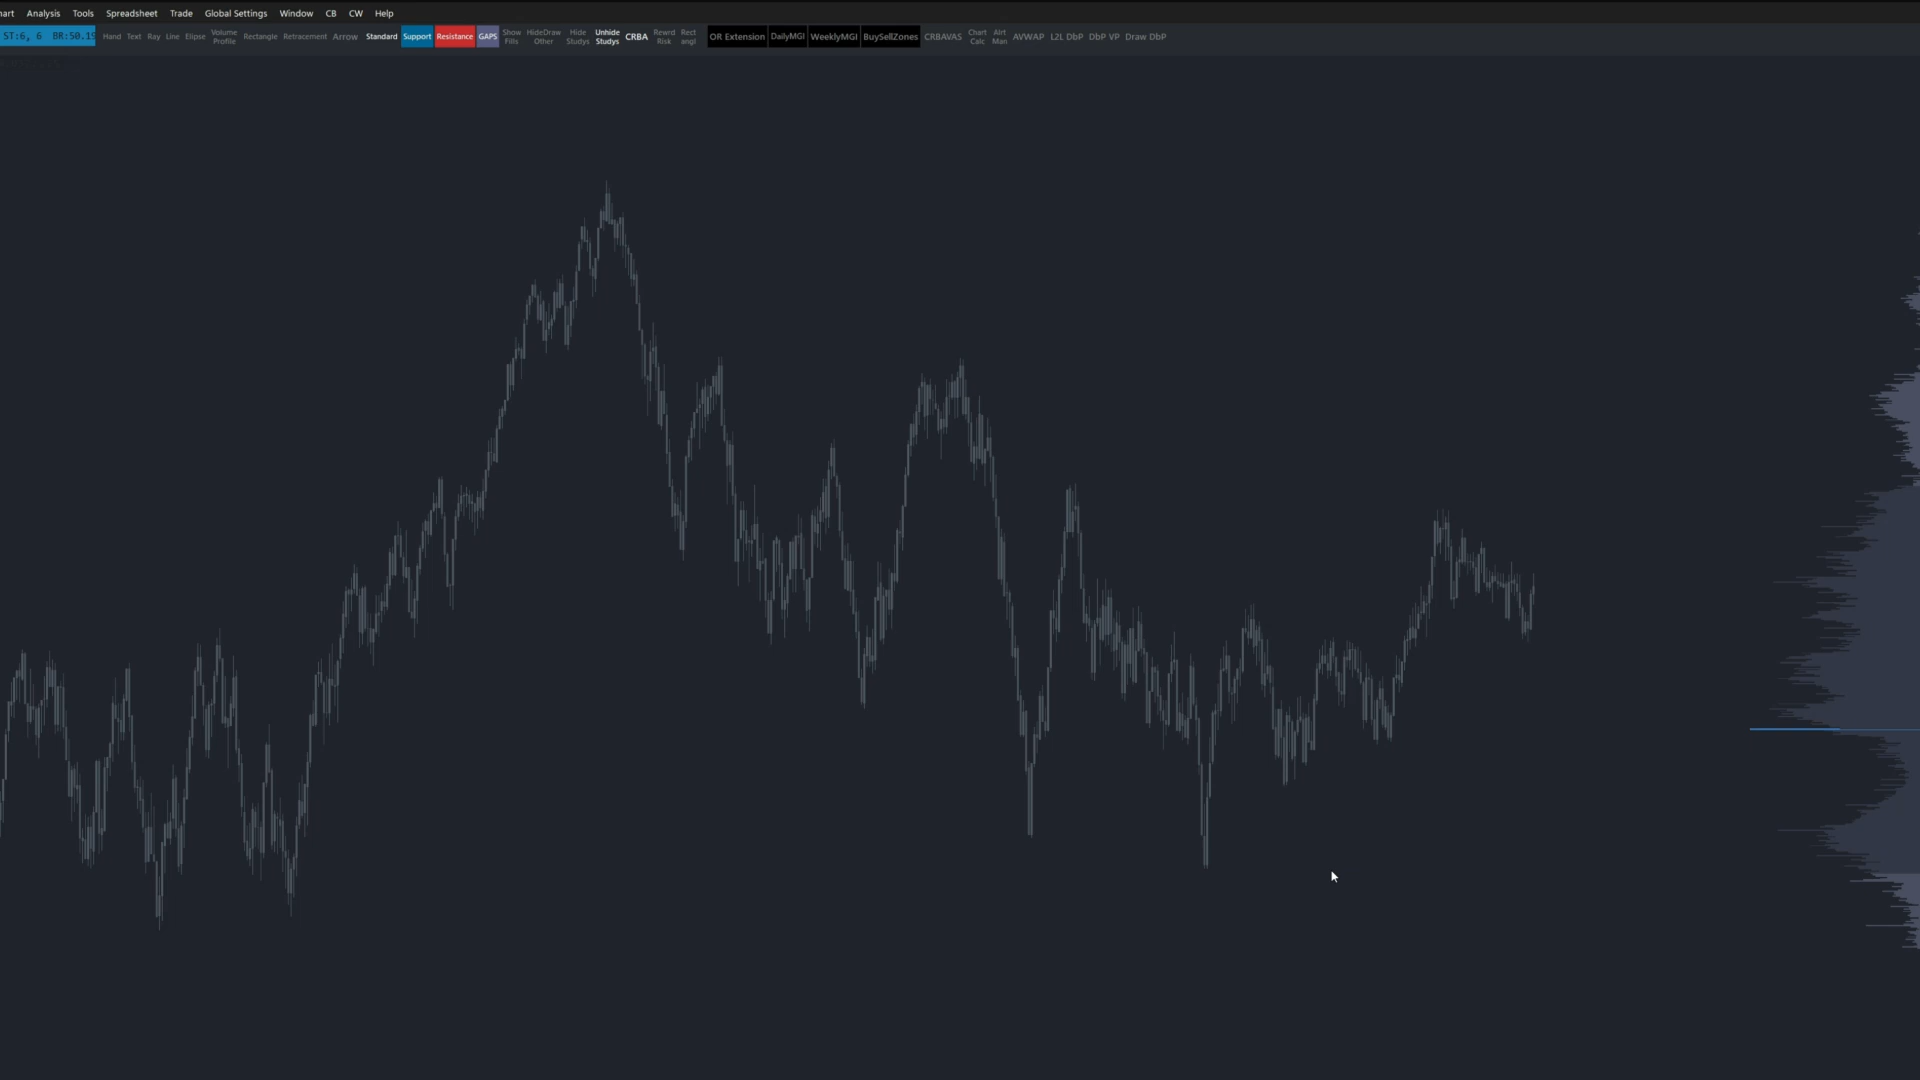 art Analysis Tools Spreadsheet Trade Global Settings Window CB CW Help
ST:6, 6 BR:50.19 Hand Text Ray Line Elipse Volume Profile Rectangle Retracement Arrow Standard Support Resistance GAPS Show Fills HideDraw Other Hide Studys Unhide Studys CRBA Rewrd Risk Rect angl OR Extension DailyMGI WeeklyMGI BuySellZones CRBAVAS Chart Calc Alrt Man AVWAP L2L DbP DbP VP Draw DbP